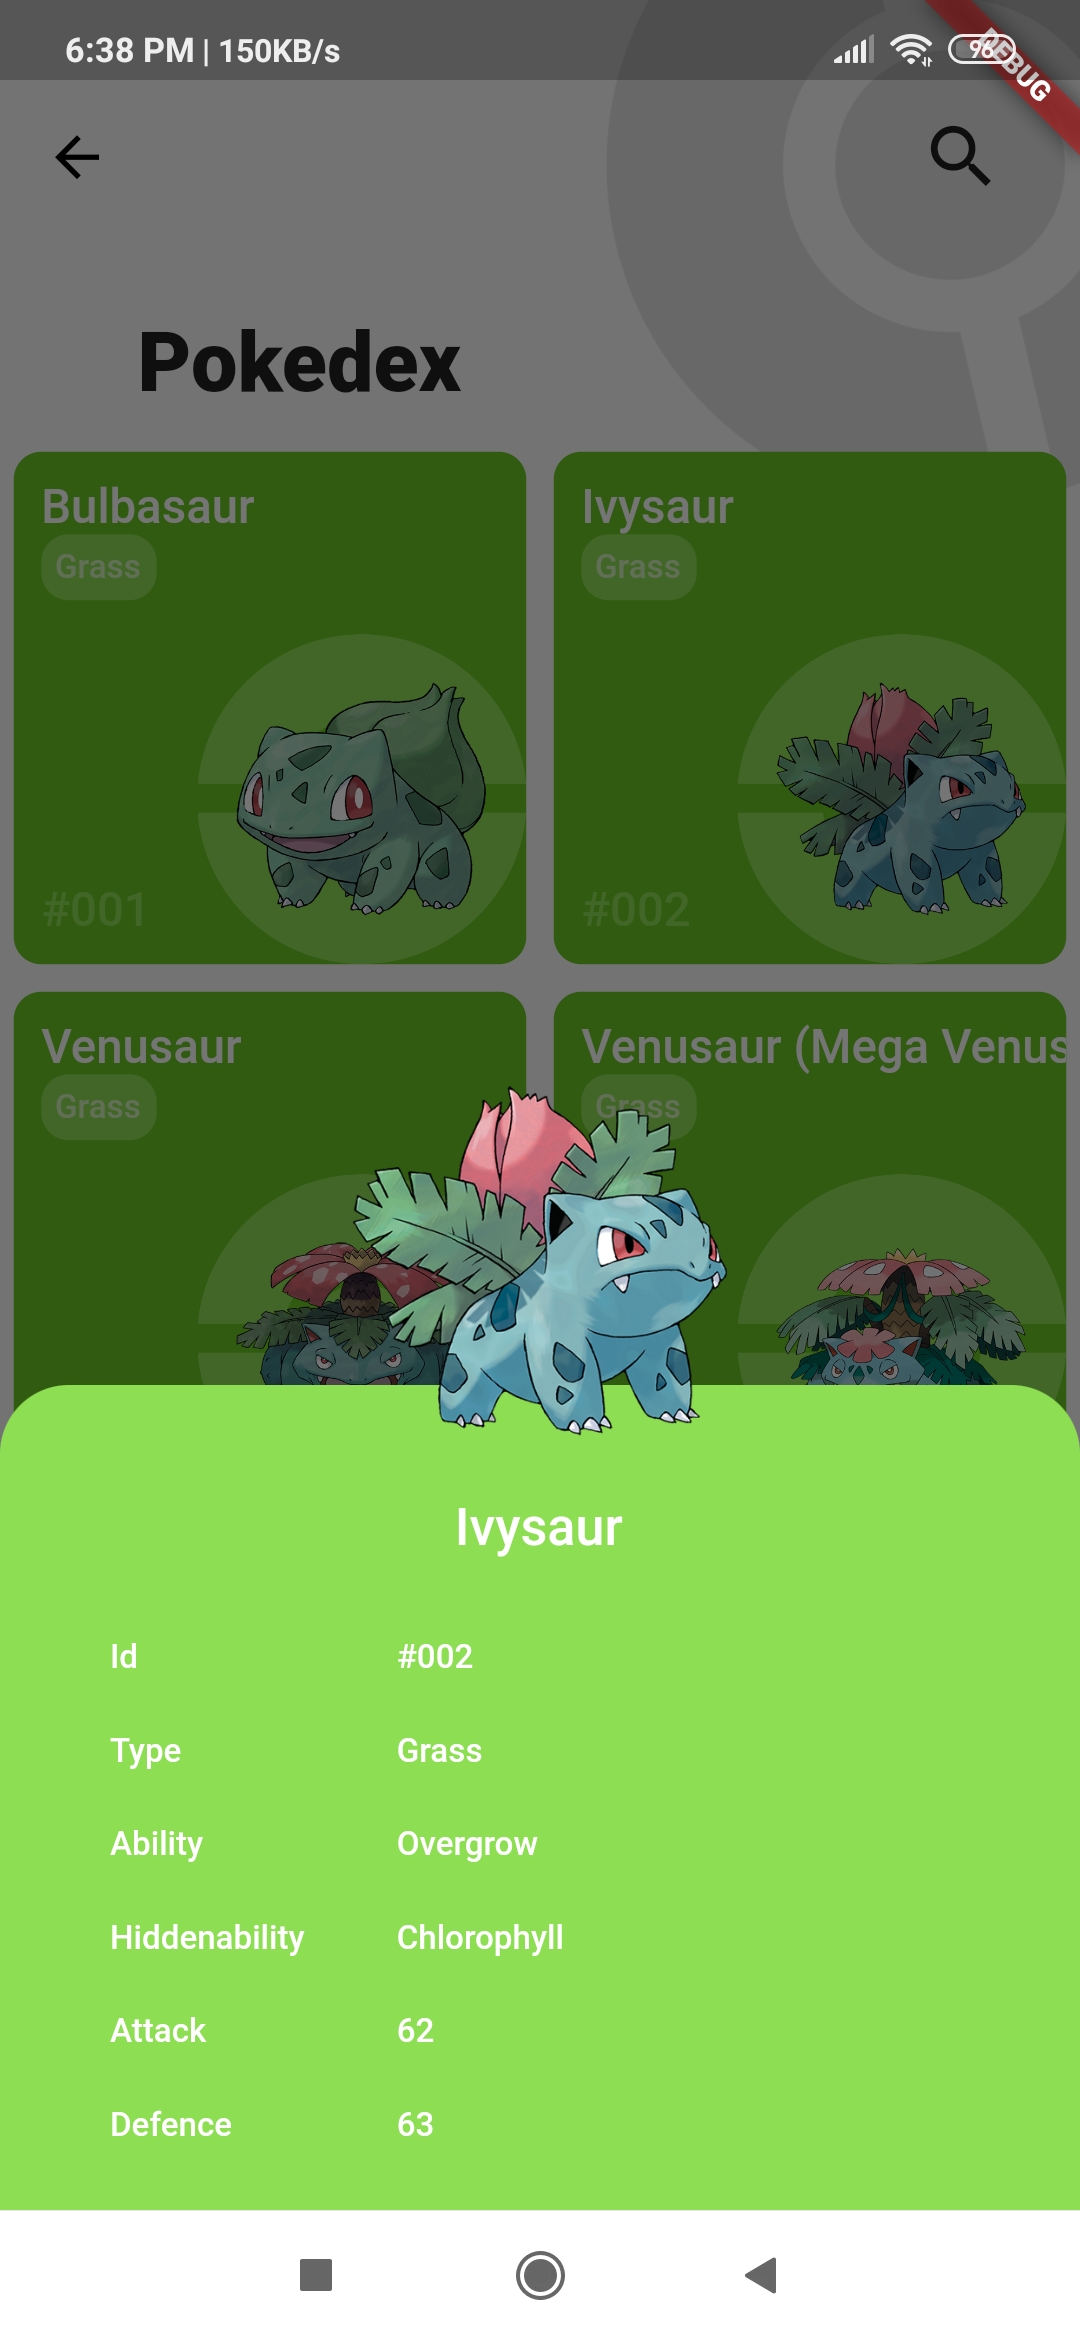 6:38 PM | 150KB/s
96
DEBUG
Pokedex
Bulbasaur
Grass
#001
Ivysaur
Grass
#002
Venusaur
Grass
Venusaur (Mega Venus
Grass
Ivysaur
Id #002
Type Grass
Ability Overgrow
Hiddenability Chlorophyll
Attack 62
Defence 63